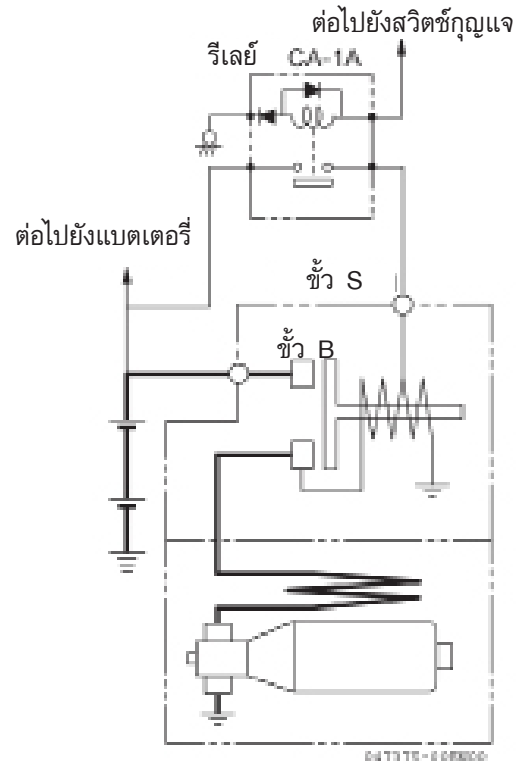 ต่อไปยังสวิตช์กุญแจ
รีเลย์ CA-1A
ต่อไปยังแบตเตอรี่
ขั้ว S
ขั้ว B